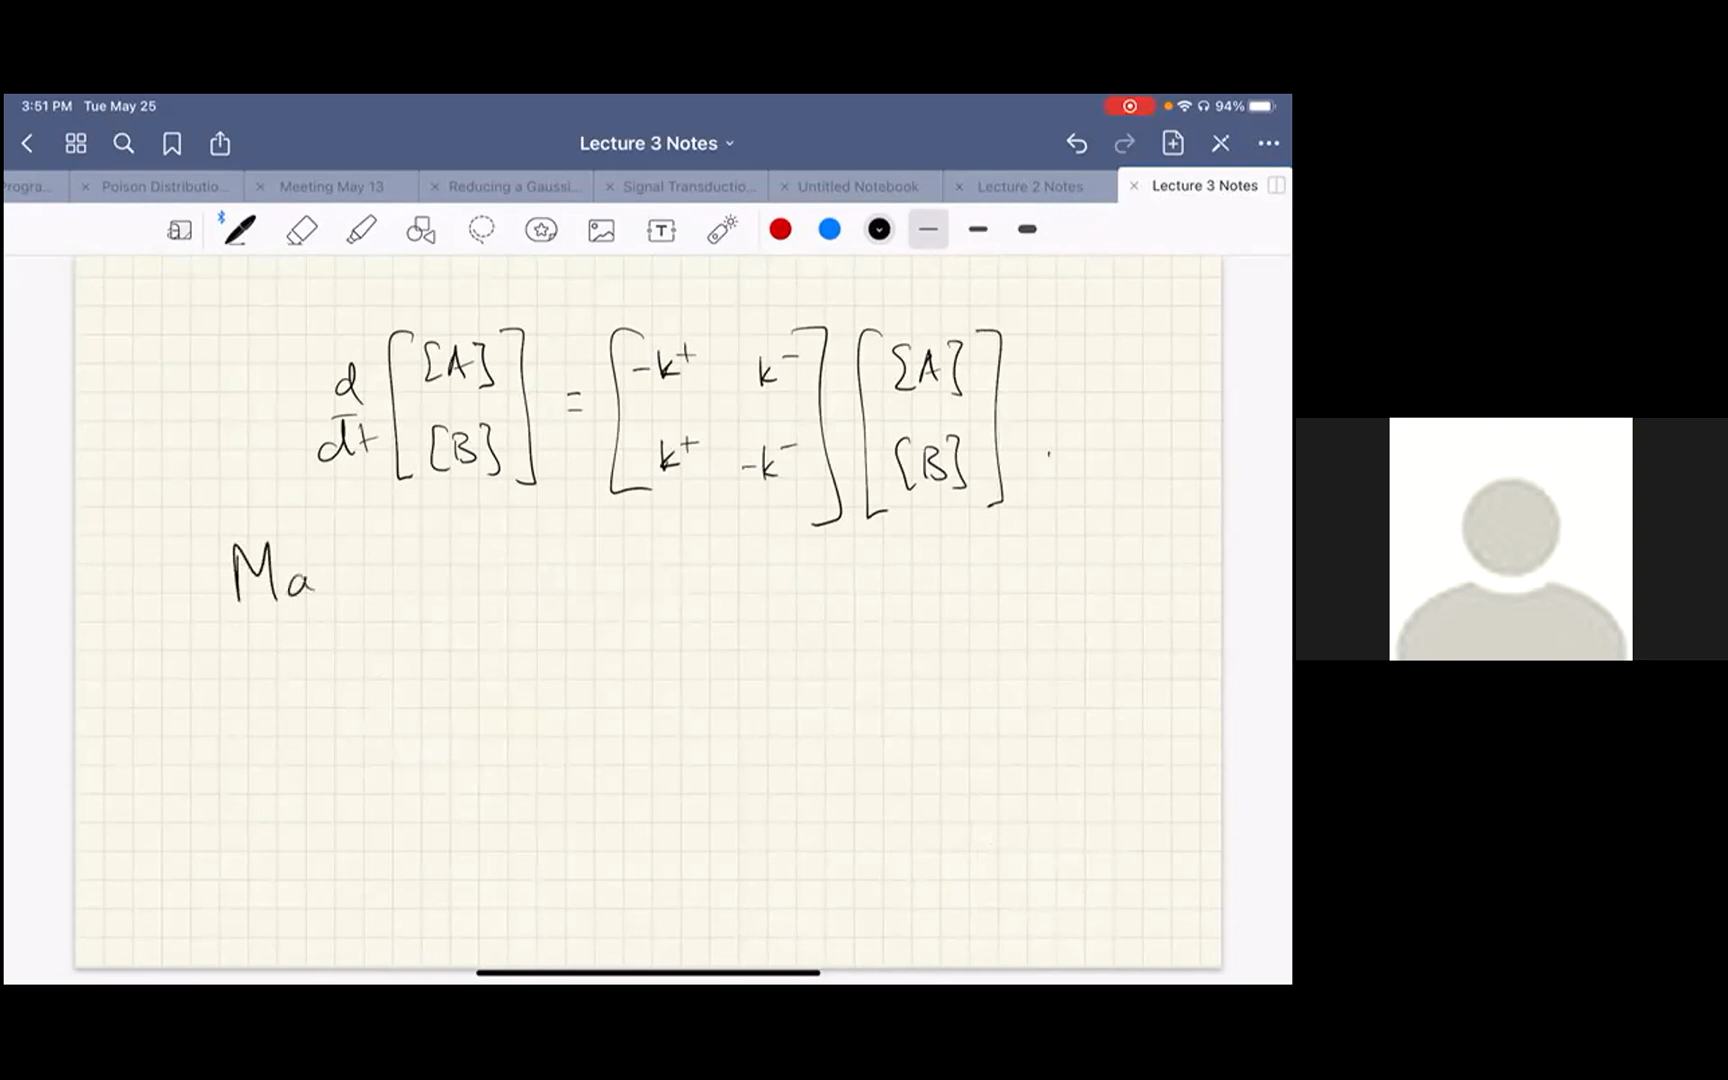 3:51 PM Tue May 25 94%
Lecture 3 Notes
Progra... Poison Distributio... Meeting May 13 Reducing a Gaussi... Signal Transductio... Untitled Notebook Lecture 2 Notes Lecture 3 Notes
T
d/dt [ [A] [B] ] = [ -k⁺ k⁻ k⁺ -k⁻ ] [ [A] [B] ] .
Ma